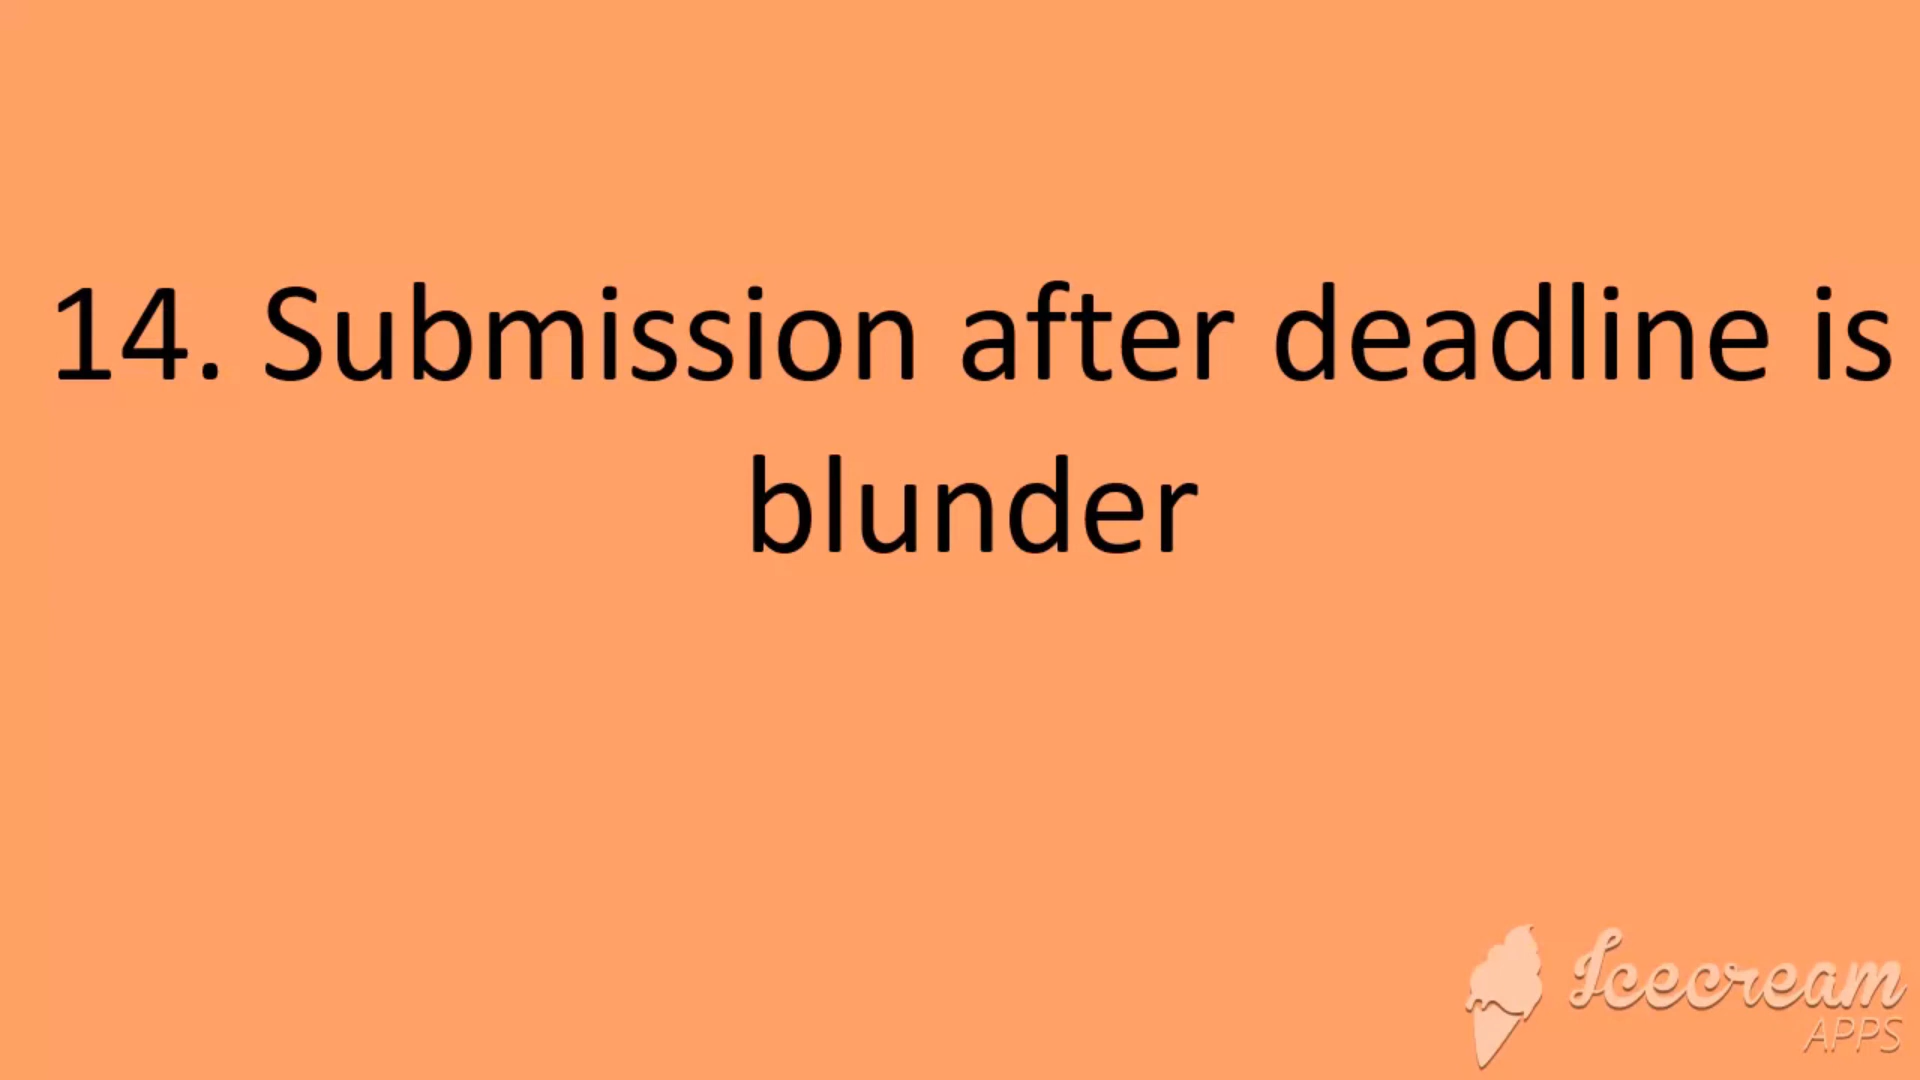 14. Submission after deadline is
blunder
Icecream
APPS